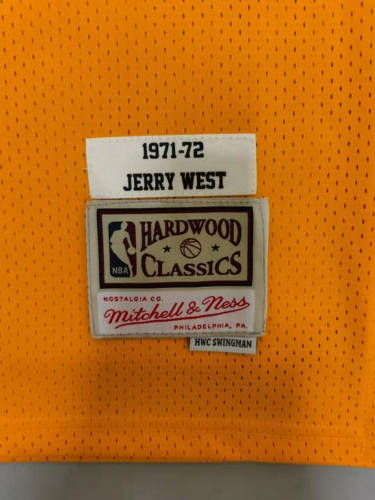 1971-72
JERRY WEST
NBA
HARDWOOD
CLASSICS
NOSTALGIA CO.
Mitchell & Ness
PHILADELPHIA, PA.
HWC SWINGMAN